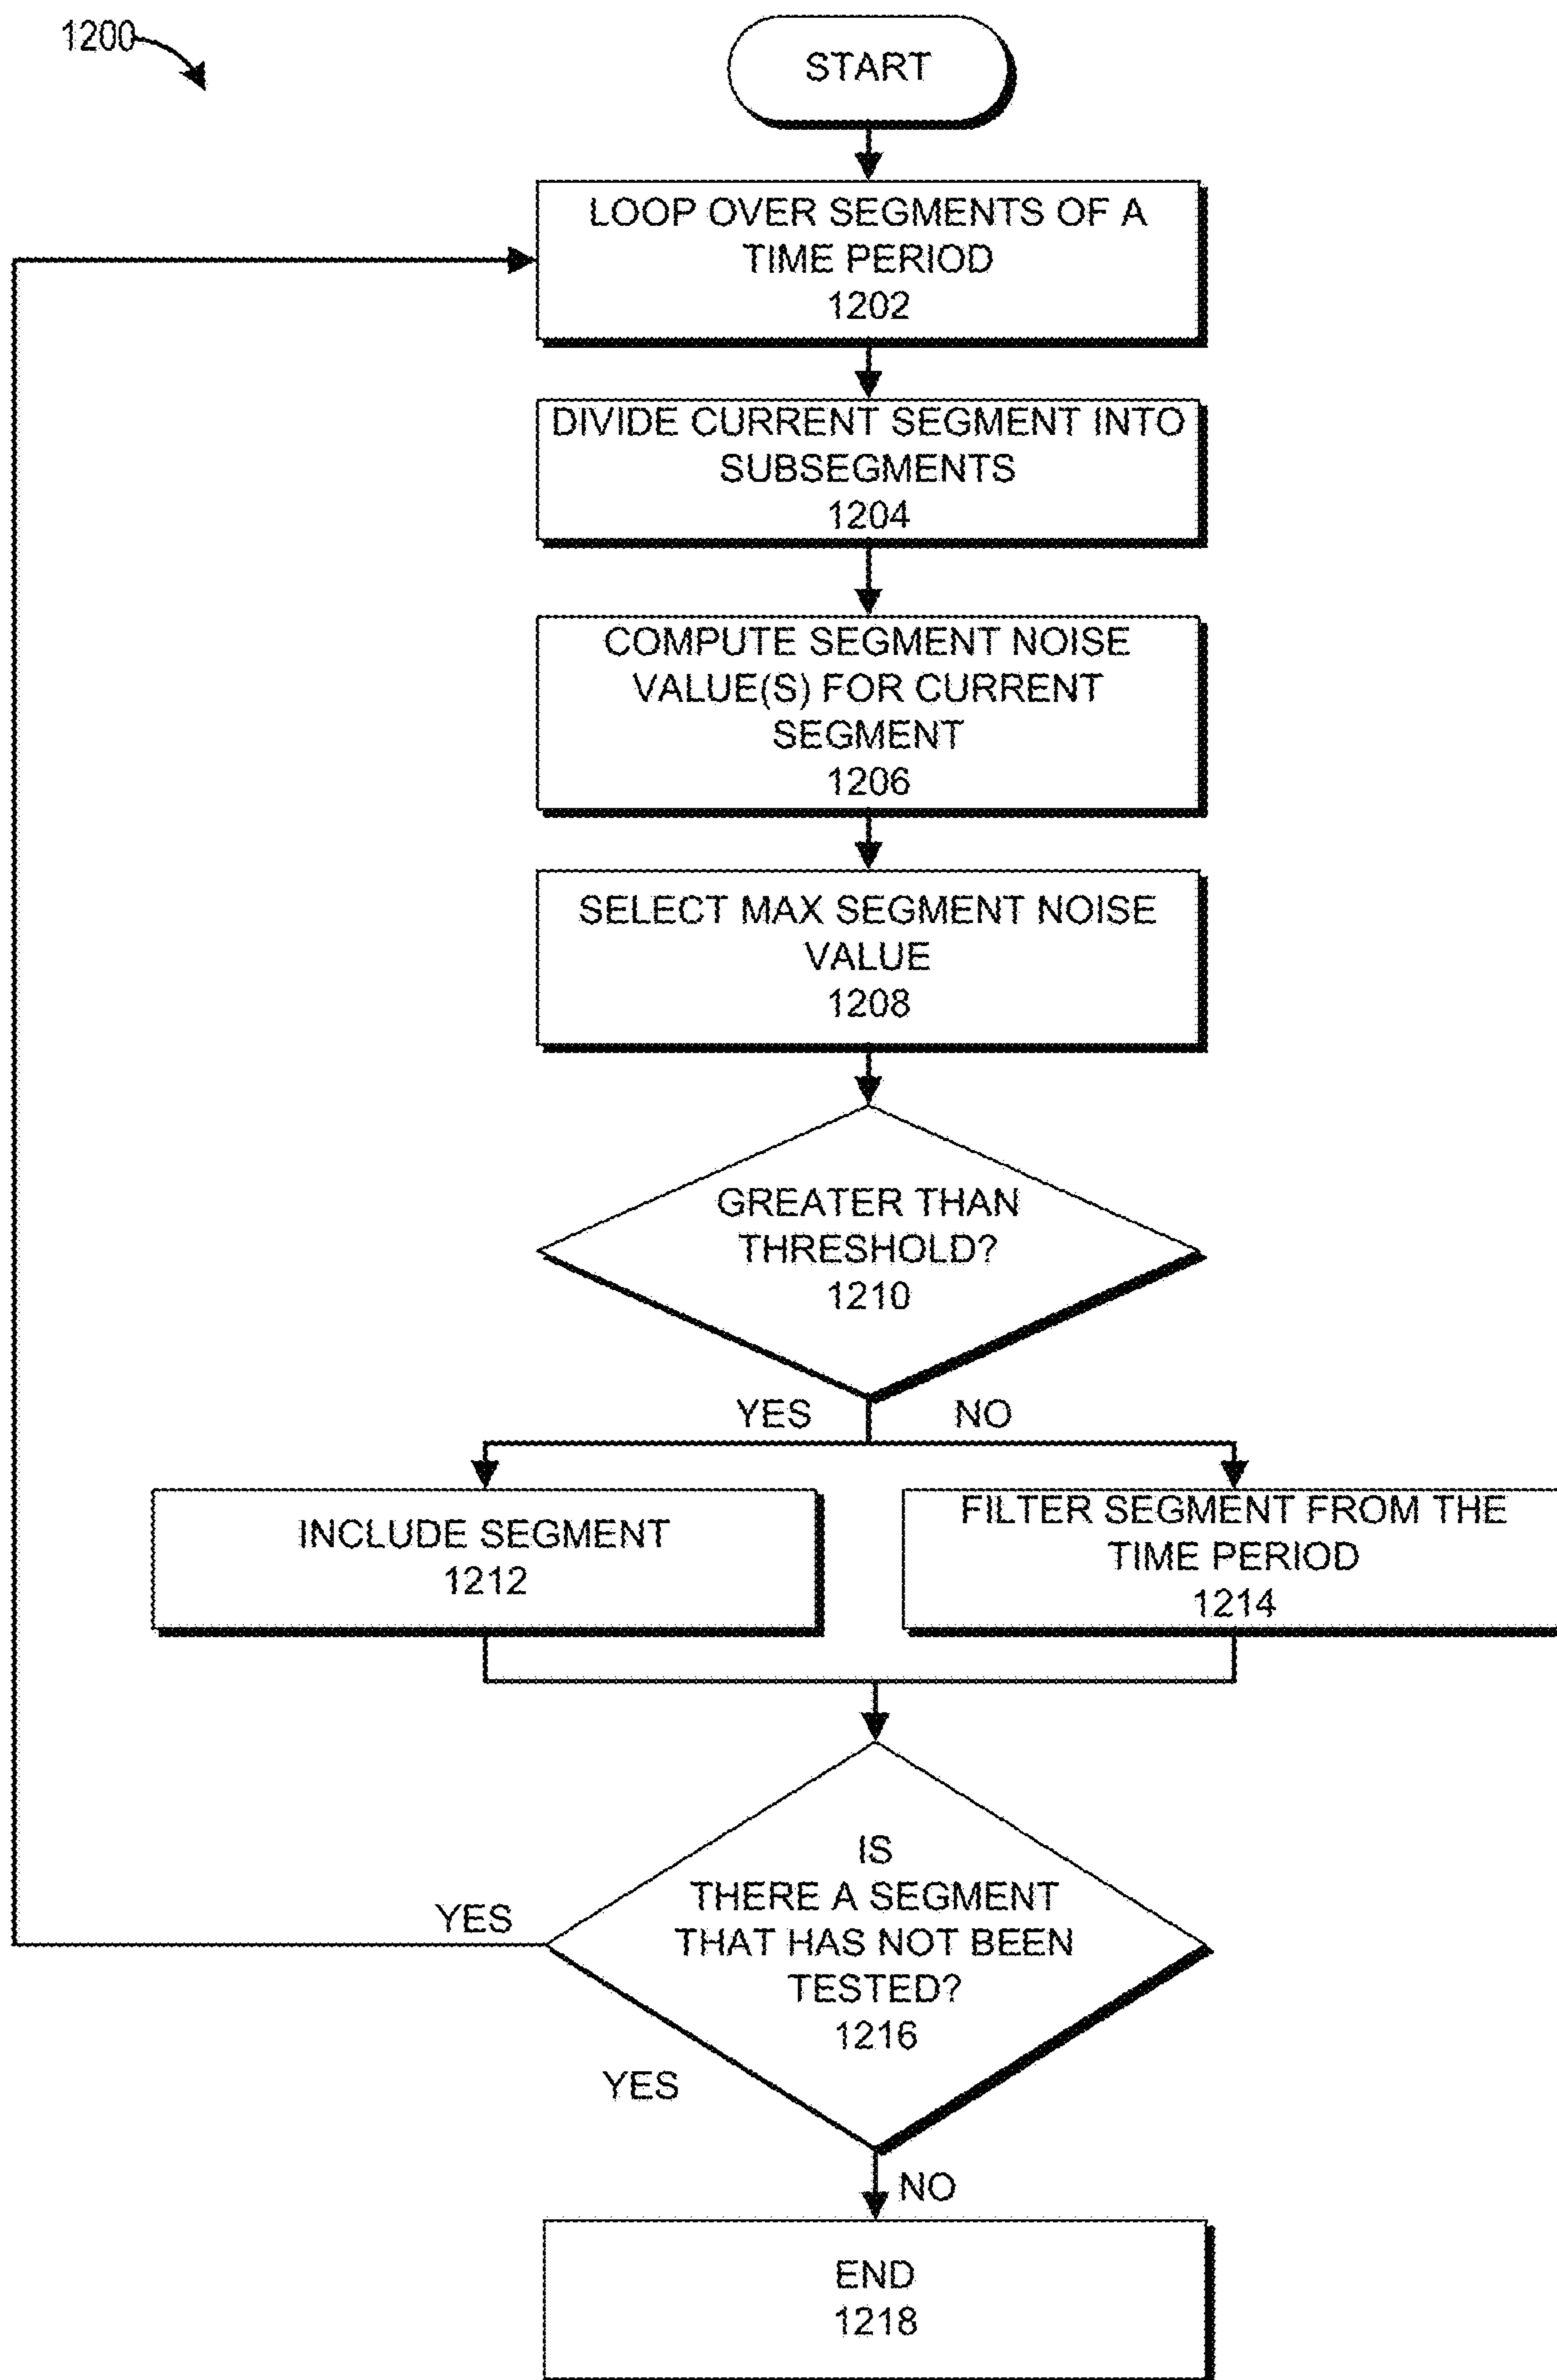 1200
START
LOOP OVER SEGMENTS OF A
TIME PERIOD
1202
DIVIDE CURRENT SEGMENT INTO
SUBSEGMENTS
1204
COMPUTE SEGMENT NOISE
VALUE(S) FOR CURRENT
SEGMENT
1206
SELECT MAX SEGMENT NOISE
VALUE
1208
GREATER THAN
THRESHOLD?
1210
YES
NO
INCLUDE SEGMENT
1212
FILTER SEGMENT FROM THE
TIME PERIOD
1214
IS
THERE A SEGMENT
THAT HAS NOT BEEN
TESTED?
1216
YES
YES
NO
END
1218